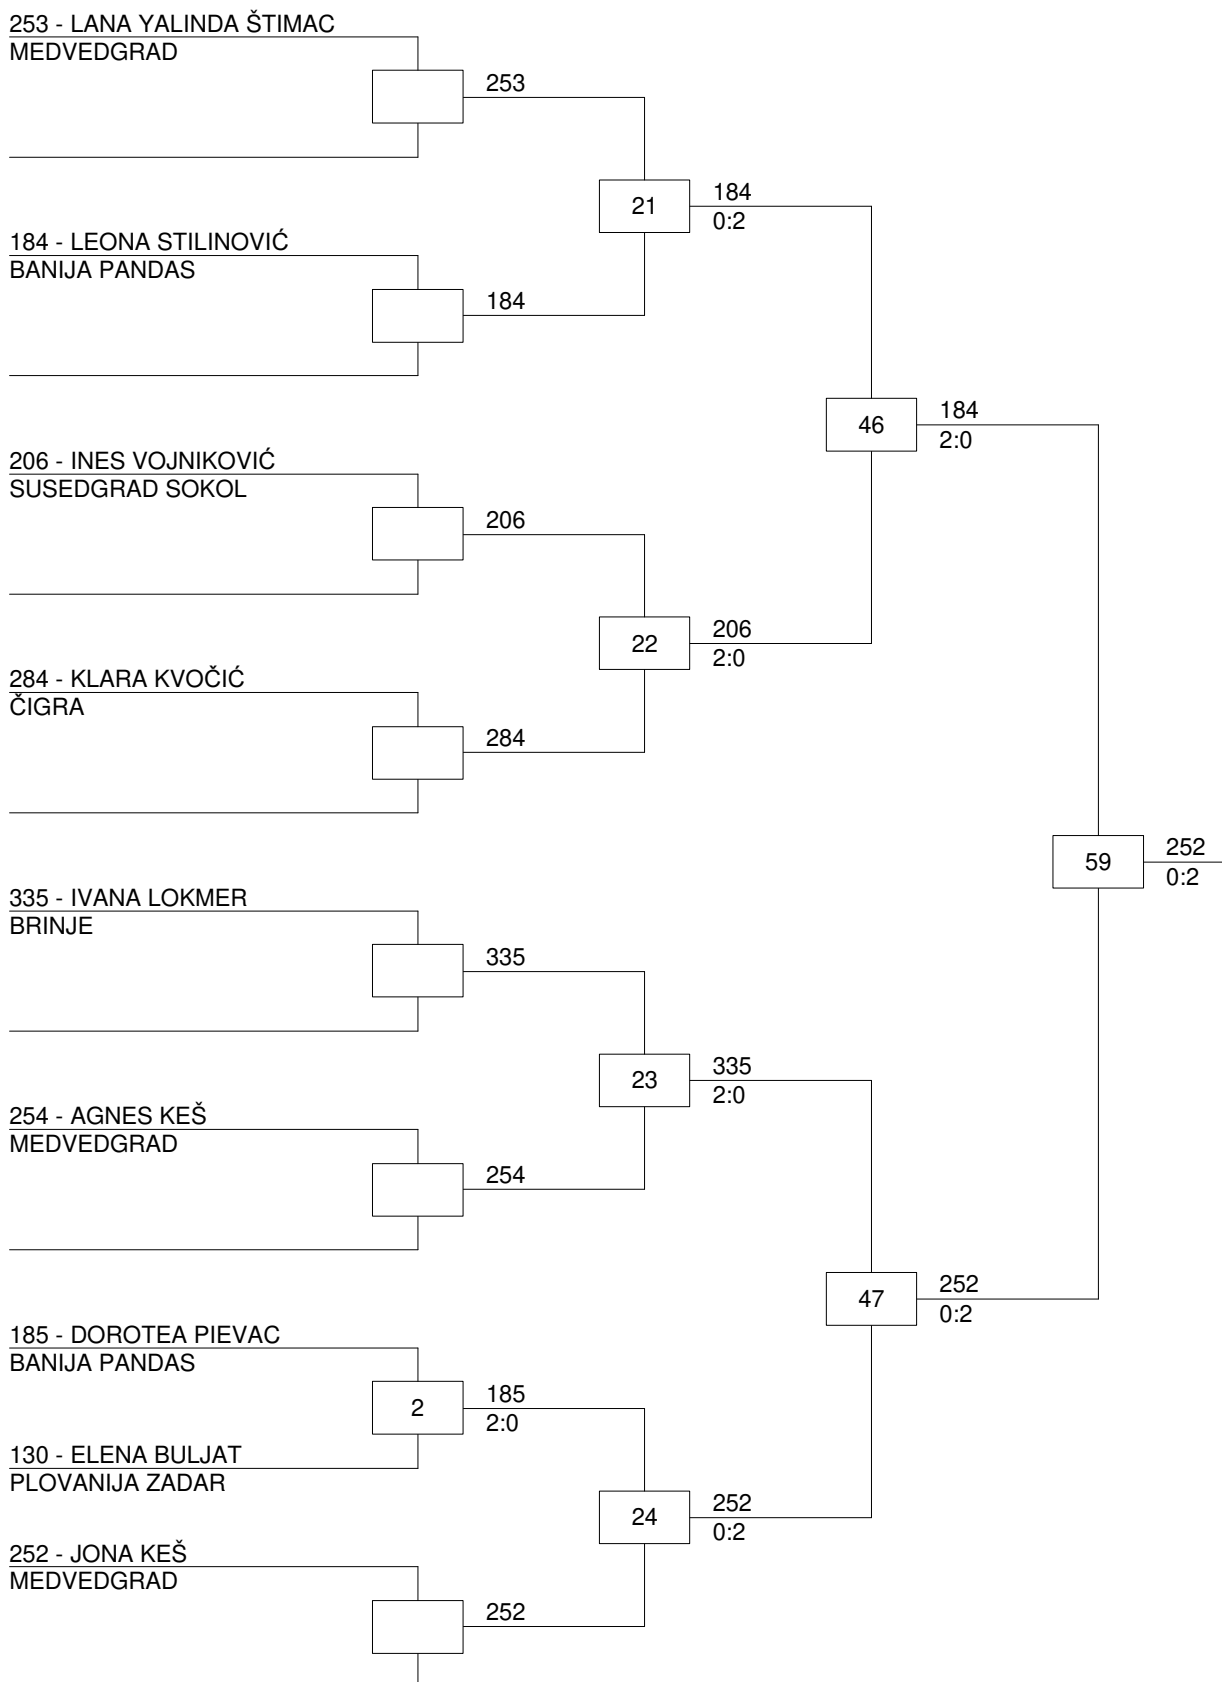 253 - LANA YALINDA ŠTIMAC
MEDVEDGRAD
253
21
184
0:2
184 - LEONA STILINOVIĆ
BANIJA PANDAS
184
46
184
2:0
206 - INES VOJNIKOVIĆ
SUSEDGRAD SOKOL
206
22
206
2:0
284 - KLARA KVOČIĆ
ČIGRA
284
59
252
0:2
335 - IVANA LOKMER
BRINJE
335
23
335
2:0
254 - AGNES KEŠ
MEDVEDGRAD
254
47
252
0:2
185 - DOROTEA PIEVAC
BANIJA PANDAS
2
185
2:0
130 - ELENA BULJAT
PLOVANIJA ZADAR
24
252
0:2
252 - JONA KEŠ
MEDVEDGRAD
252